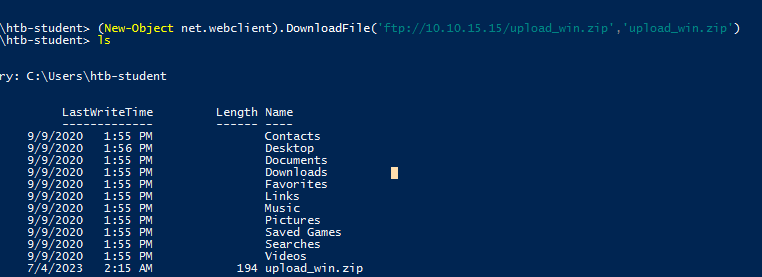 \htb-student> (New-Object net.webclient).DownloadFile('ftp://10.10.15.15/upload_win.zip','upload_win.zip')
\htb-student> ls
ry: C:\Users\htb-student
LastWriteTime Length Name
------------- ------ ----
9/9/2020 1:55 PM Contacts
9/9/2020 1:56 PM Desktop
9/9/2020 1:55 PM Documents
9/9/2020 1:55 PM Downloads
9/9/2020 1:55 PM Favorites
9/9/2020 1:55 PM Links
9/9/2020 1:55 PM Music
9/9/2020 1:55 PM Pictures
9/9/2020 1:55 PM Saved Games
9/9/2020 1:55 PM Searches
9/9/2020 1:55 PM Videos
7/4/2023 2:15 AM 194 upload_win.zip